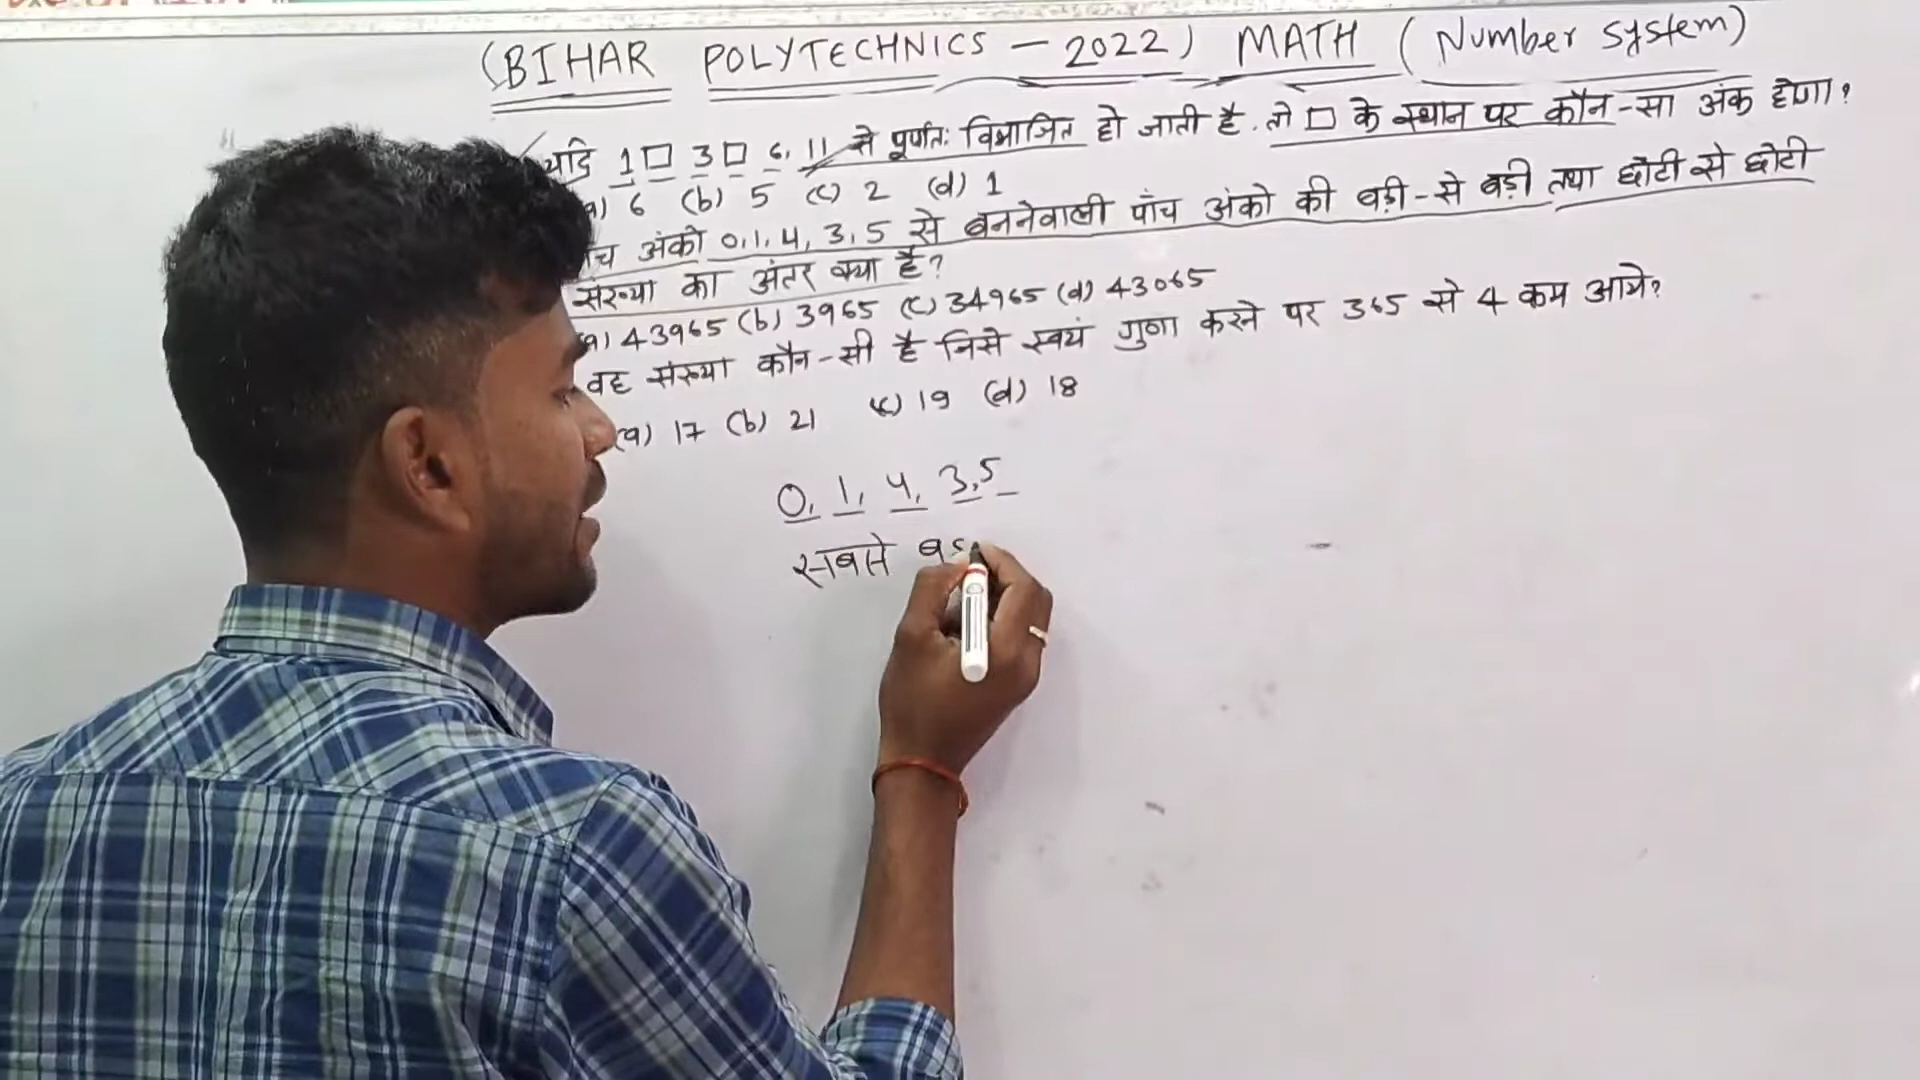 (BIHAR POLYTECHNICS - 2022) MATH (Number system)
यदि 1□ 3□ 6, 11 से पूर्णतः विभाजित हो जाती है. तो □ के स्थान पर कौन-सा अंक होगा?
a) 6 (b) 5 (c) 2 (d) 1
ंच अंको 0,1,4,3,5 से बननेवाली पांच अंको की बड़ी-से बड़ी तथा छोटी से छोटी
संख्या का अंतर क्या है?
(a) 43965 (b) 3965 (c) 34965 (d) 43065
वह संख्या कौन-सी है जिसे स्वयं गुणा करने पर 365 से 4 कम आये?
(a) 17 (b) 21 (c) 19 (d) 18
0, 1, 4, 3,5
सबसे